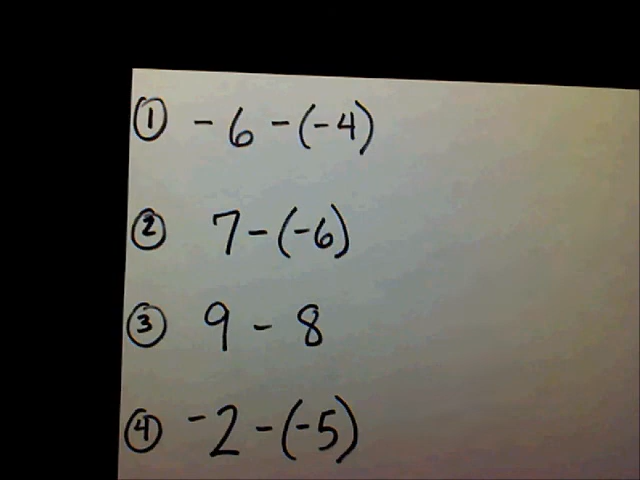 ① -6-(-4)
② 7-(-6)
③ 9-8
④ -2-(-5)